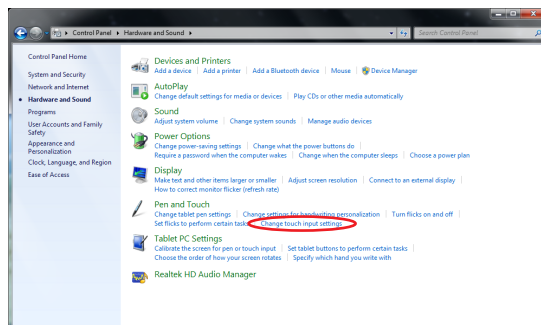 Control Panel ▸ Hardware and Sound ▸
Search Control Panel
Control Panel Home
System and Security
Network and Internet
Hardware and Sound
Programs
User Accounts and Family
Safety
Appearance and
Personalization
Clock, Language, and Region
Ease of Access
Devices and Printers
Add a device | Add a printer | Add a Bluetooth device | Mouse | Device Manager
AutoPlay
Change default settings for media or devices | Play CDs or other media automatically
Sound
Adjust system volume | Change system sounds | Manage audio devices
Power Options
Change power-saving settings | Change what the power buttons do |
Require a password when the computer wakes | Change when the computer sleeps | Choose a power plan
Display
Make text and other items larger or smaller | Adjust screen resolution | Connect to an external display |
How to correct monitor flicker (refresh rate)
Pen and Touch
Change tablet pen settings | Change settings for handwriting personalization | Turn flicks on and off |
Set flicks to perform certain tasks | Change touch input settings
Tablet PC Settings
Calibrate the screen for pen or touch input | Set tablet buttons to perform certain tasks |
Choose the order of how your screen rotates | Specify which hand you write with
Realtek HD Audio Manager